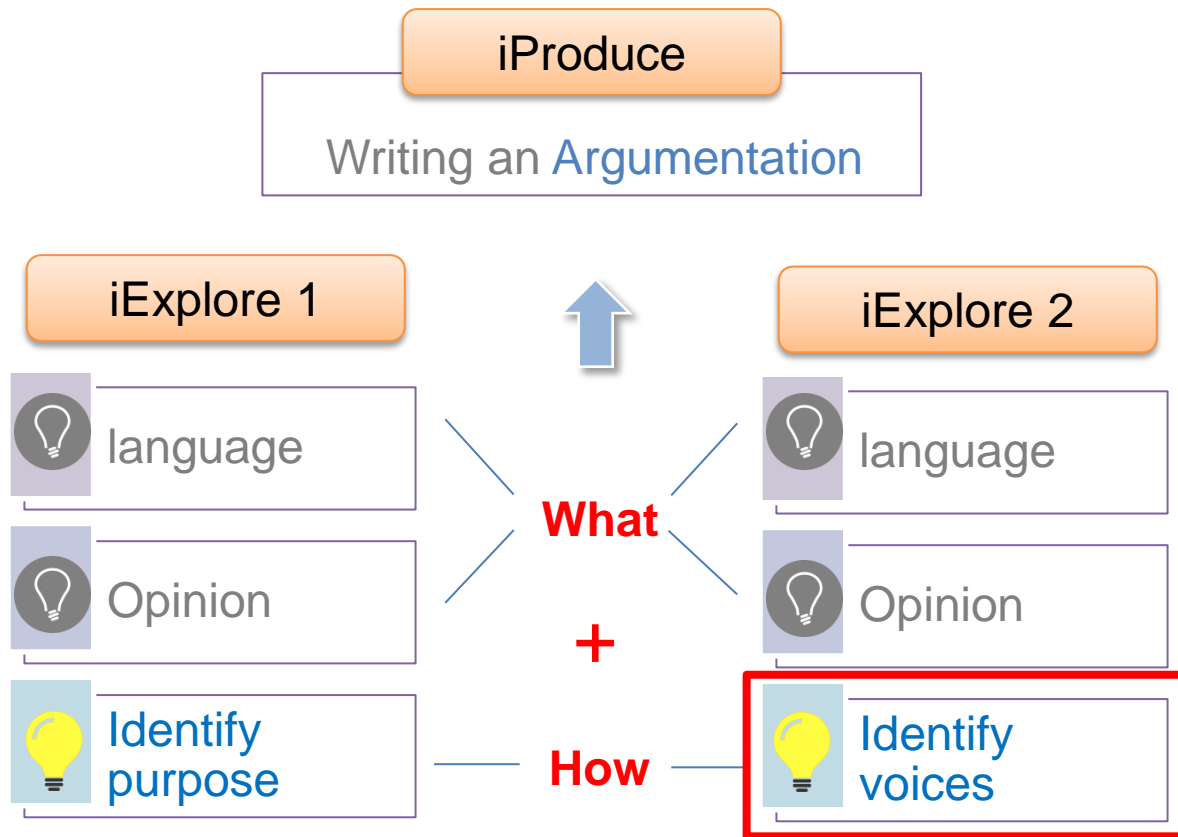 iProduce
Writing an Argumentation
iExplore 1
iExplore 2
language
language
What
Opinion
Opinion
+
Identify
purpose
How
Identify
voices